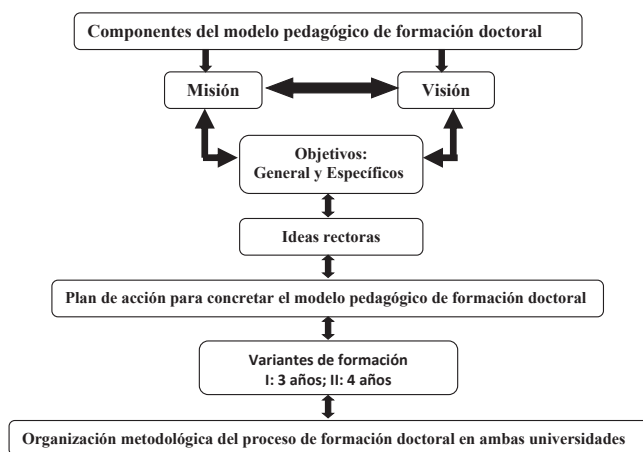 Componentes del modelo pedagógico de formación doctoral
Misión
Visión
Objetivos:
General y Específicos
Ideas rectoras
Plan de acción para concretar el modelo pedagógico de formación doctoral
Variantes de formación
I: 3 años; II: 4 años
Organización metodológica del proceso de formación doctoral en ambas universidades